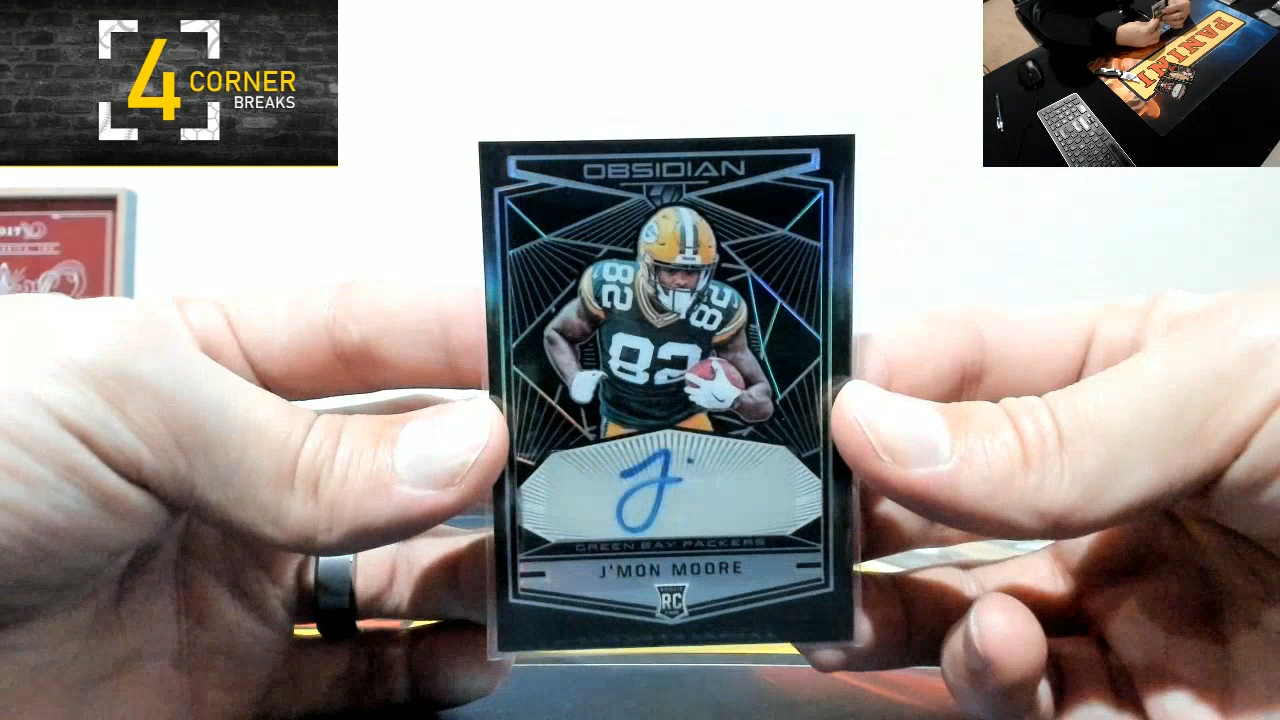 4 CORNER
BREAKS
PANINI
OBSIDIAN
82 82
82
J
GREEN BAY PACKERS
J'MON MOORE
RC